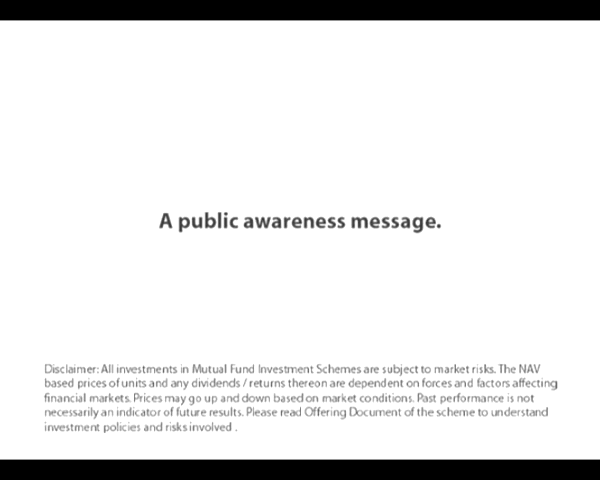 A public awareness message.
Disclaimer: All investments in Mutual Fund Investment Schemes are subject to market risks. The NAV
based prices of units and any dividends / returns thereon are dependent on forces and factors affecting
financial markets. Prices may go up and down based on market conditions. Past performance is not
necessarily an indicator of future results. Please read Offering Document of the scheme to understand
investment policies and risks involved .